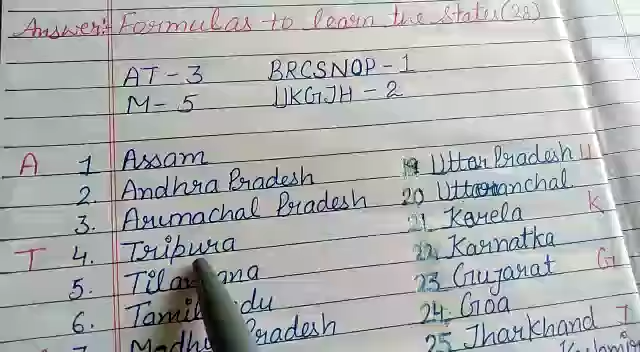 Answer: Formulas to learn the states (28)
AT-3 BRCSNOP-1
M-5 UKGJH-2
A 1 Assam
2. Andhra Pradesh
3. Arunachal Pradesh
T 4. Tripura
5.
6.
Pradesh
19 Uttar Pradesh U
20 Uttaranchal
21. Karela K
22. Karnatka
23 Gujarat G
24. Goa
25 Jharkhand J